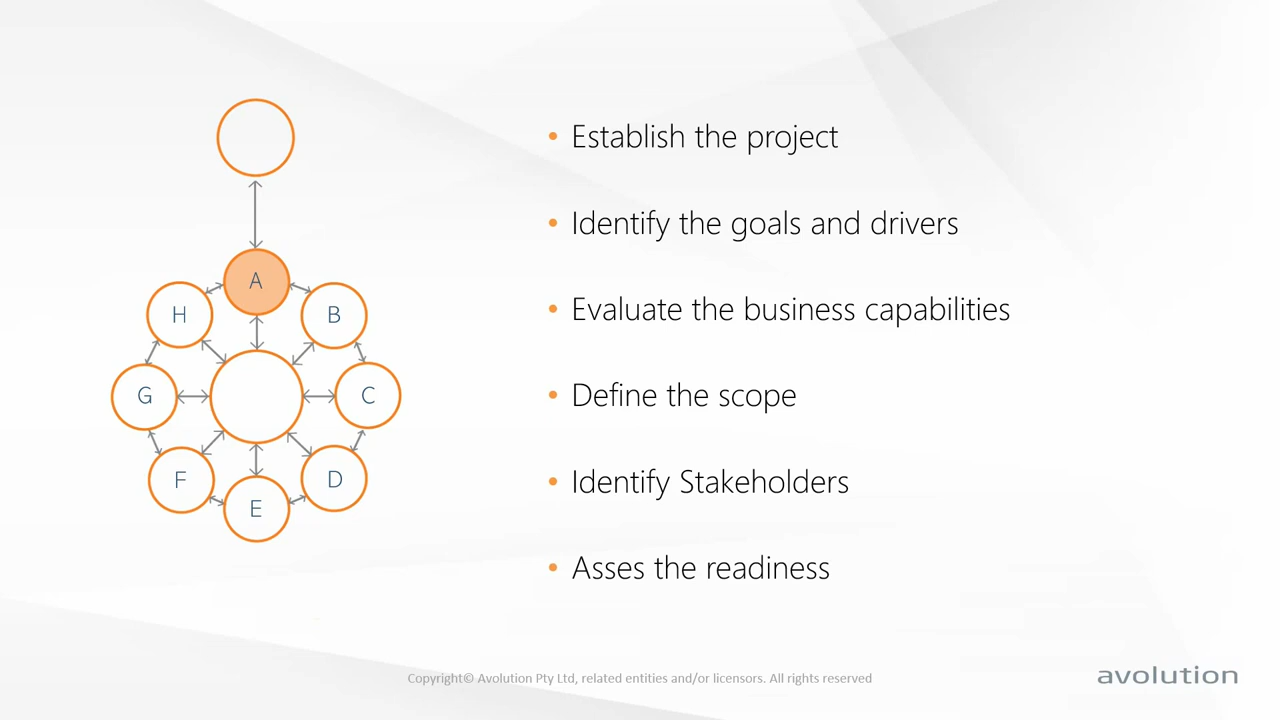 A
H
B
G
C
F
D
E
• Establish the project
• Identify the goals and drivers
• Evaluate the business capabilities
• Define the scope
• Identify Stakeholders
• Asses the readiness
Copyright© Avolution Pty Ltd, related entities and/or licensors. All rights reserved
avolution